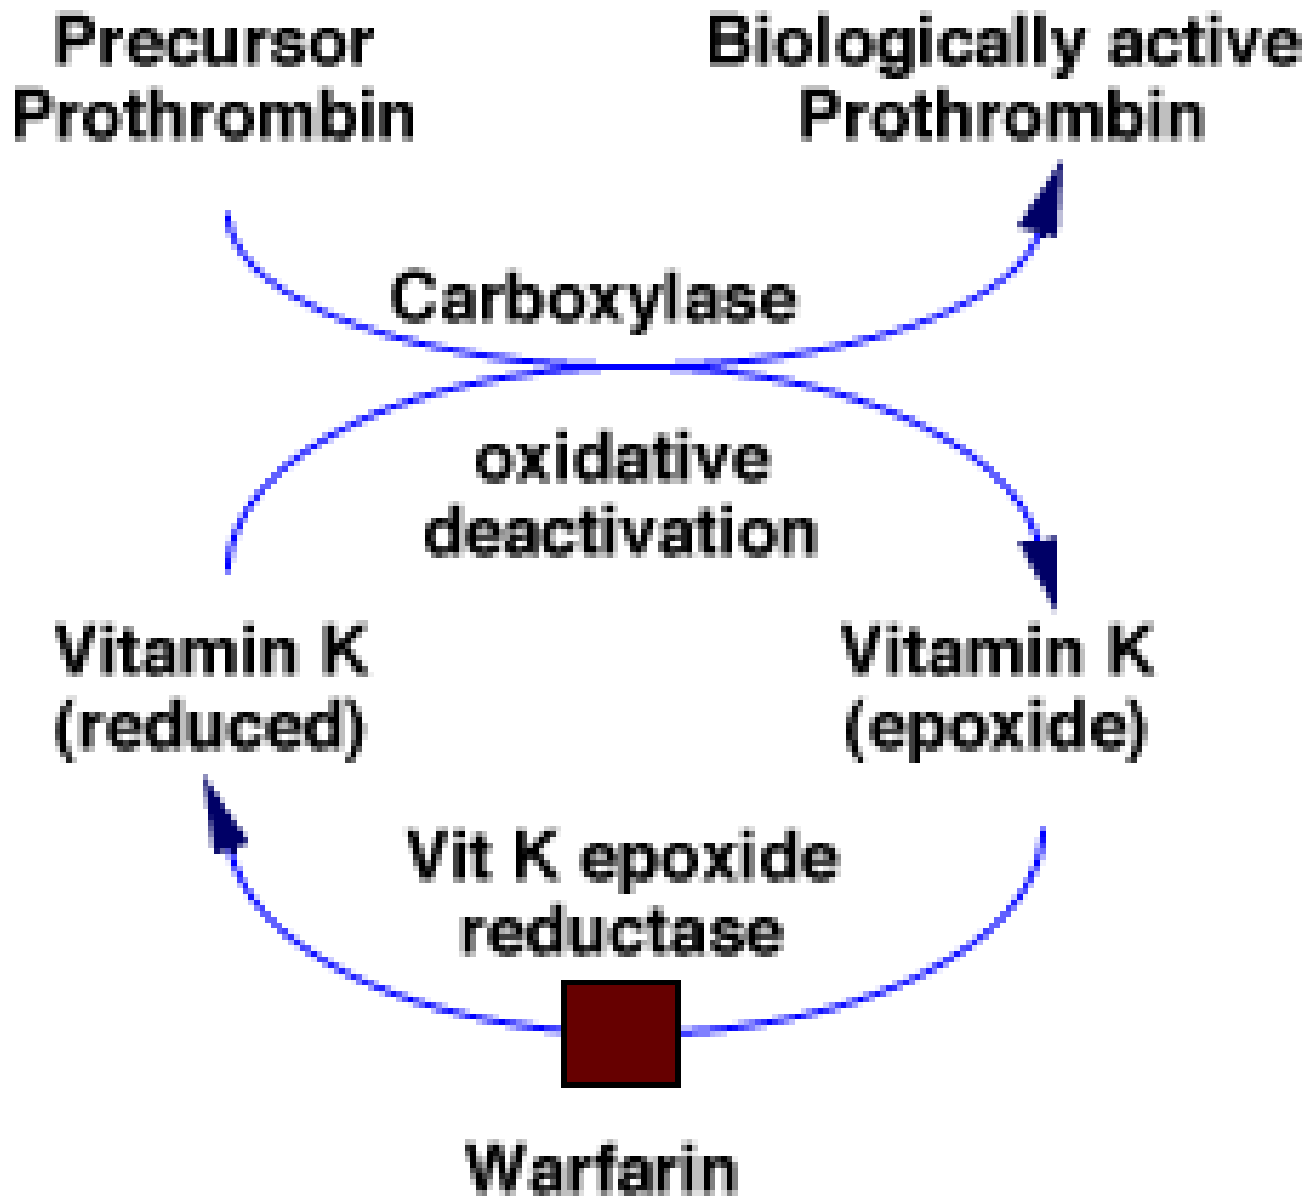 Precursor
Prothrombin
Biologically active
Prothrombin
Carboxylase
oxidative
deactivation
Vitamin K
(reduced)
Vitamin K
(epoxide)
Vit K epoxide
reductase
Warfarin